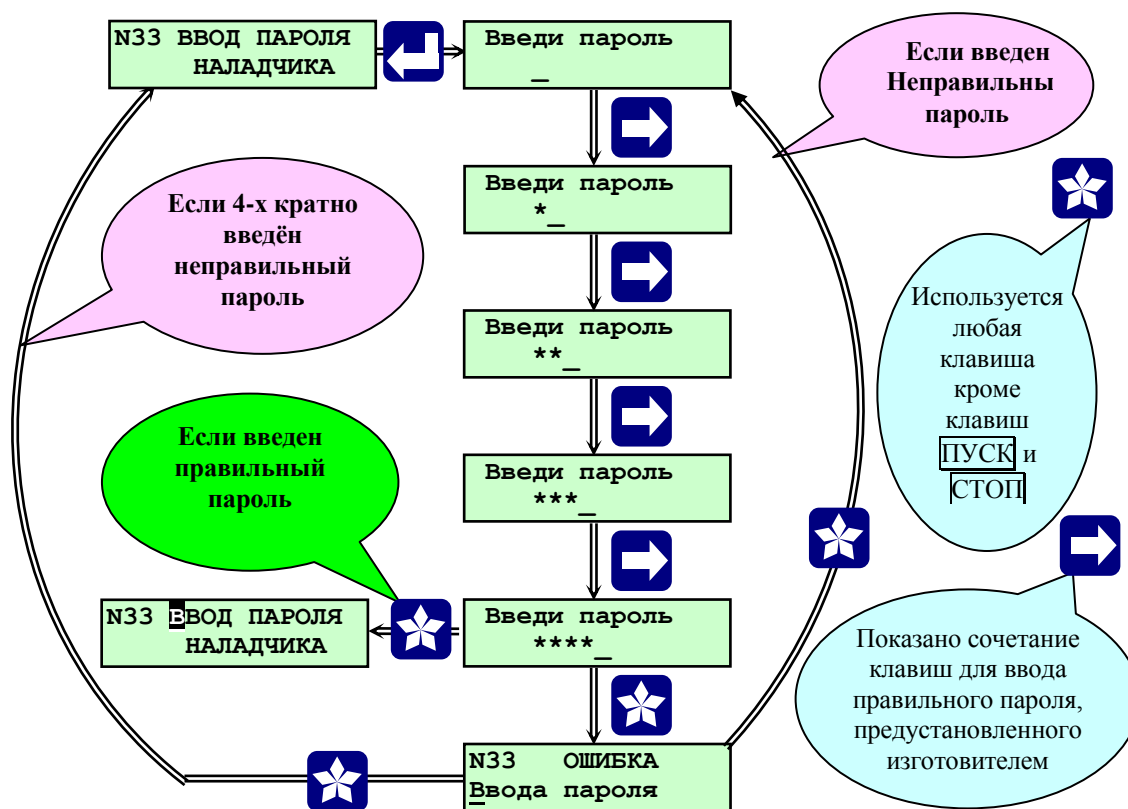 N33 ВВОД ПАРОЛЯ
НАЛАДЧИКА
Введи пароль
_
Если введен
Неправильны
пароль
Введи пароль
*_
Если 4-х кратно
введён
неправильный
пароль
Используется
любая
клавиша
кроме
клавиш
ПУСК и
СТОП
Введи пароль
**_
Если введен
правильный
пароль
Введи пароль
***_
N33 ВВОД ПАРОЛЯ
НАЛАДЧИКА
Введи пароль
****_
Показано сочетание
клавиш для ввода
правильного пароля,
предустановленного
изготовителем
N33 ОШИБКА
Ввода пароля